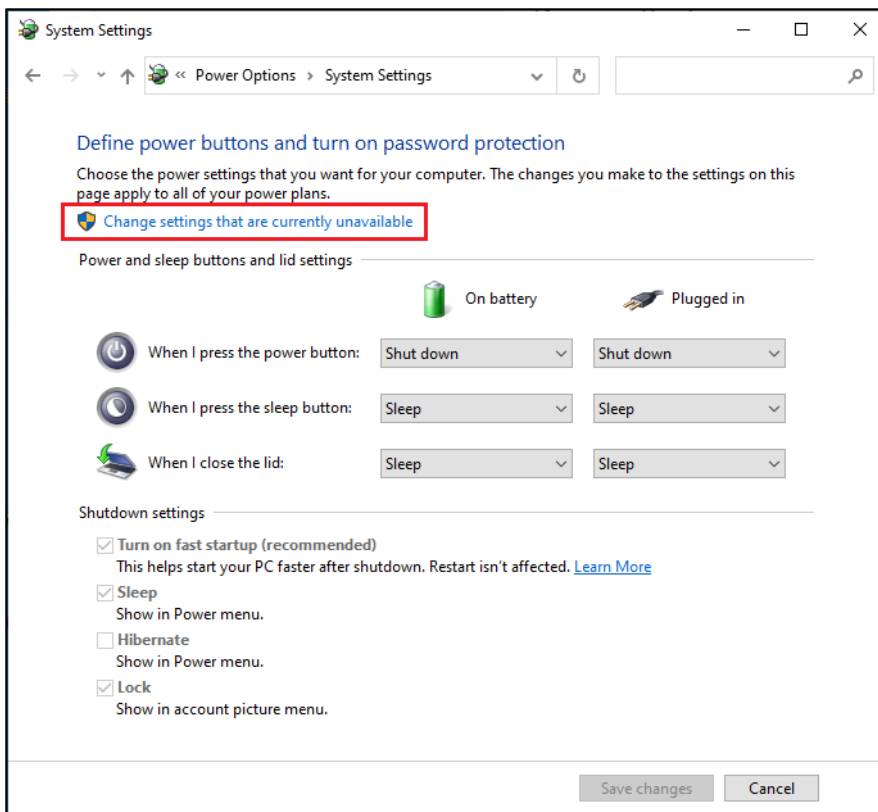 System Settings
« Power Options › System Settings
Define power buttons and turn on password protection
Choose the power settings that you want for your computer. The changes you make to the settings on this
page apply to all of your power plans.
Change settings that are currently unavailable
Power and sleep buttons and lid settings
On battery Plugged in
When I press the power button: Shut down Shut down
When I press the sleep button: Sleep Sleep
When I close the lid: Sleep Sleep
Shutdown settings
Turn on fast startup (recommended)
This helps start your PC faster after shutdown. Restart isn't affected. Learn More
Sleep
Show in Power menu.
Hibernate
Show in Power menu.
Lock
Show in account picture menu.
Save changes Cancel